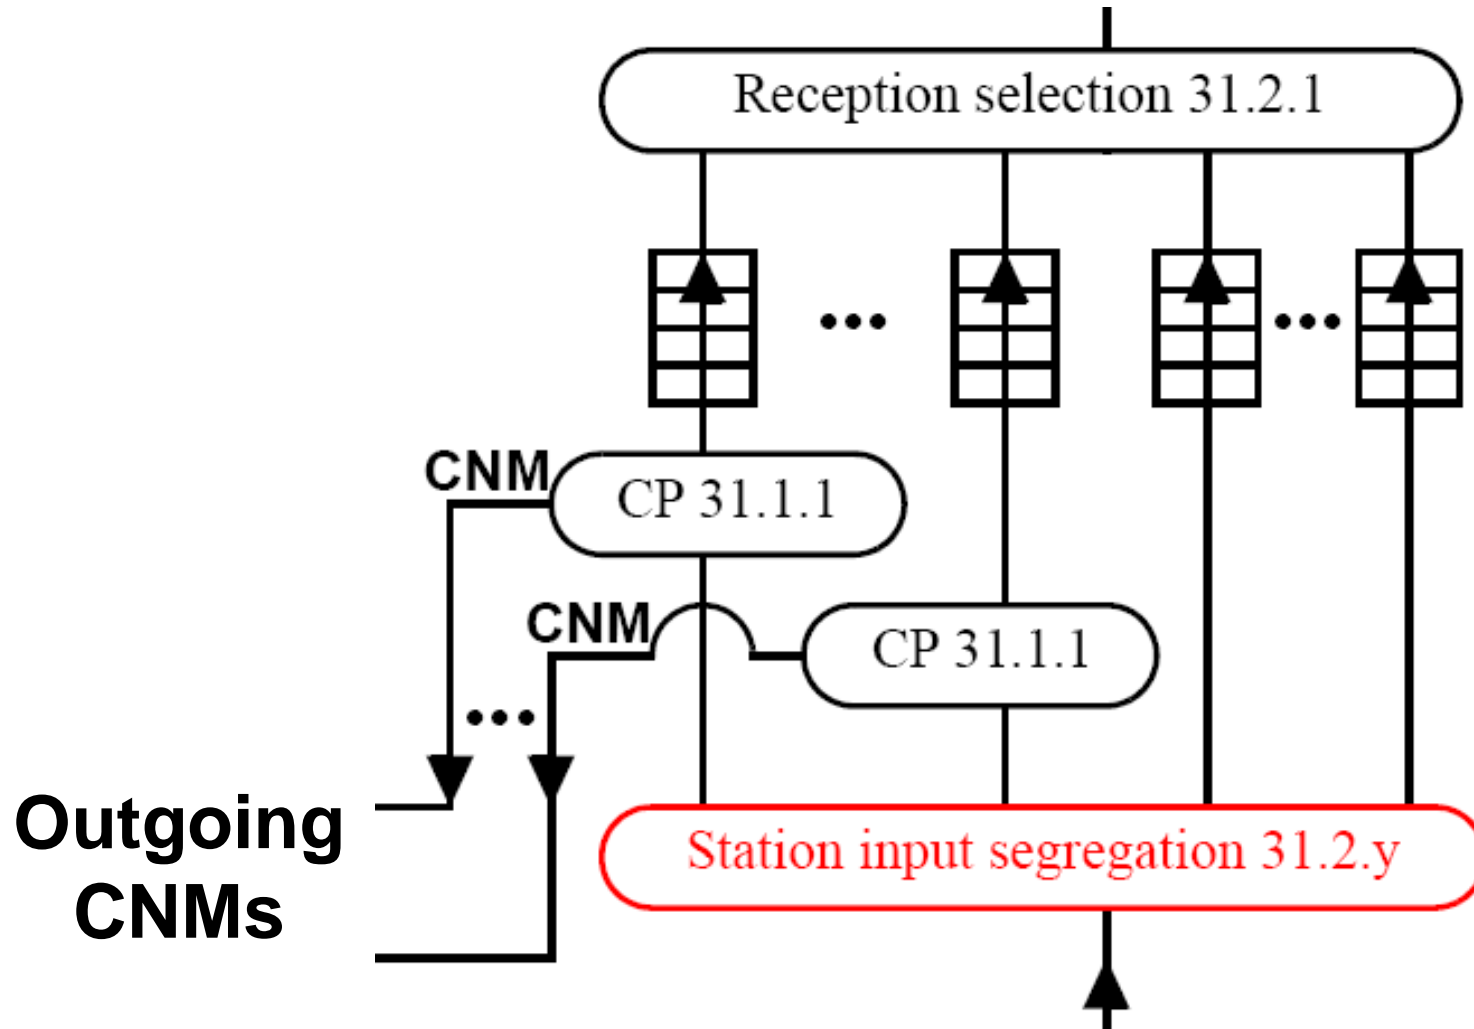 Reception selection 31.2.1
•••
•••
CNM
CP 31.1.1
CNM
CP 31.1.1
•••
Outgoing
CNMs
Station input segregation 31.2.y